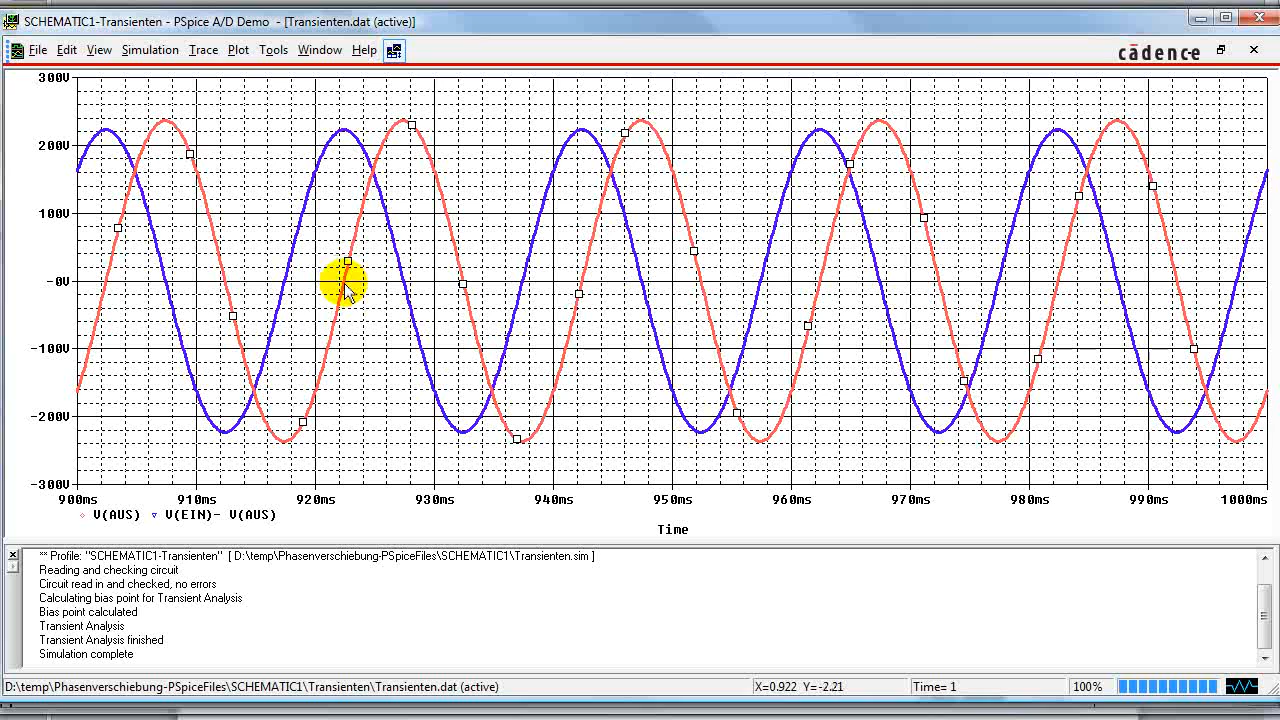 SCHEMATIC1-Transienten - PSpice A/D Demo - [Transienten.dat (active)]
File Edit View Simulation Trace Plot Tools Window Help
cādence
300V
200V
100V
-0V
-100V
-200V
-300V
900ms 910ms 920ms 930ms 940ms 950ms 960ms 970ms 980ms 990ms 1000ms
V(AUS) V(EIN)- V(AUS)
Time
** Profile: "SCHEMATIC1-Transienten" [ D:\temp\Phasenverschiebung-PSpiceFiles\SCHEMATIC1\Transienten.sim ]
Reading and checking circuit
Circuit read in and checked, no errors
Calculating bias point for Transient Analysis
Bias point calculated
Transient Analysis
Transient Analysis finished
Simulation complete
D:\temp\Phasenverschiebung-PSpiceFiles\SCHEMATIC1\Transienten\Transienten.dat (active) X=0.922 Y=-2.21 Time= 1 100%